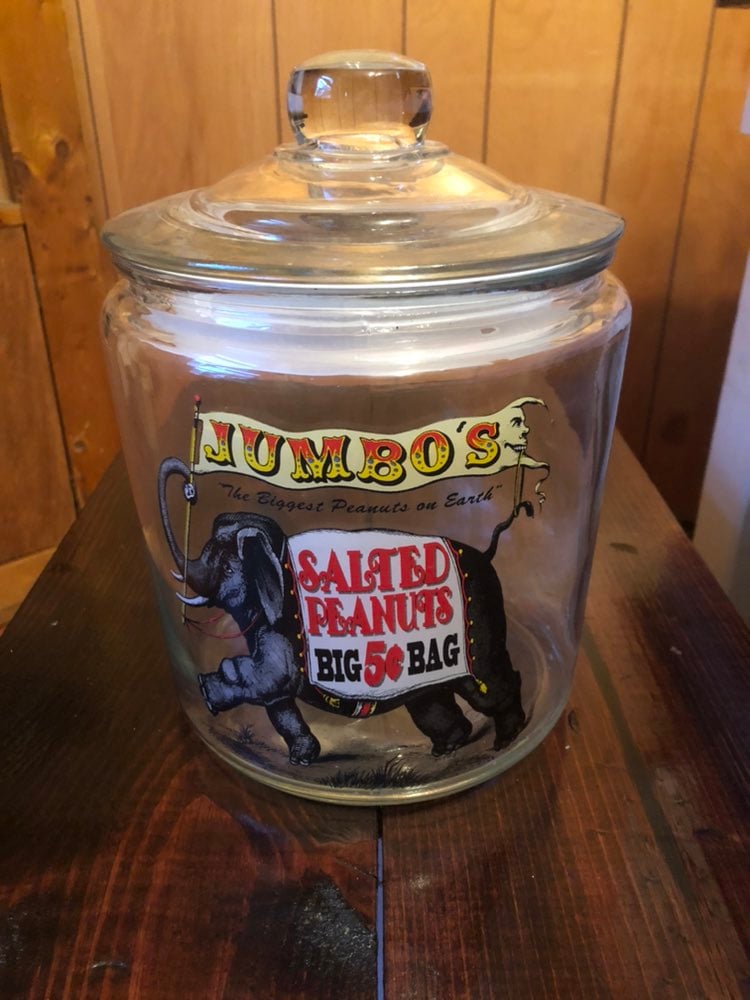 JUMBO'S
"The Biggest Peanuts on Earth"
SALTED
PEANUTS
BIG 5¢ BAG